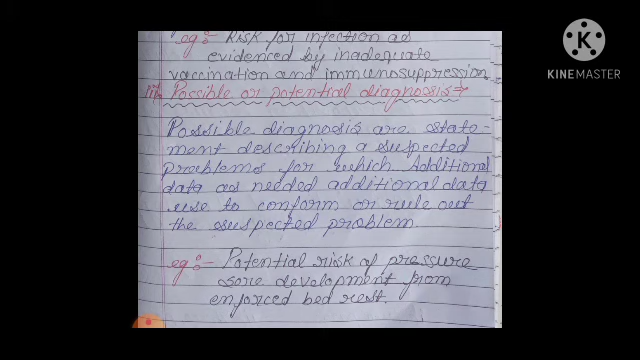 eg:- Risk for infection as
evidenced by inadequate
vaccination and immunosuppression
iii) Possible or potential diagnosis→
Possible diagnosis are state-
ment describing a suspected
problems for which Additional
data as needed additional data
use to conform or rule out
the suspected problem.
eg:- Potential risk of pressure
sore development from
enforced bed rest.
KINEMASTER